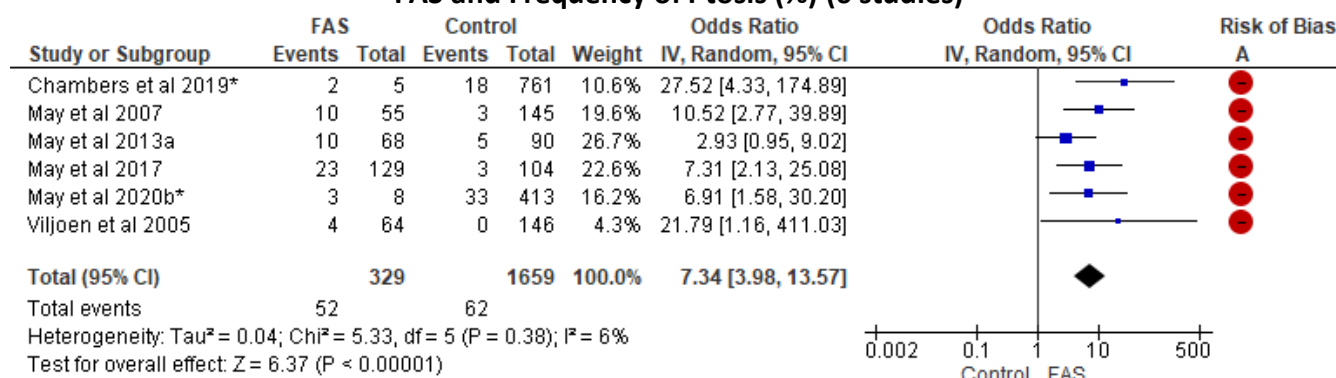 FAS and Frequency of Ptosis (%) (6 studies)
FAS Control Odds Ratio Odds Ratio Risk of Bias
Study or Subgroup Events Total Events Total Weight IV, Random, 95% CI IV, Random, 95% CI A
Chambers et al 2019* 2 5 18 761 10.6% 27.52 [4.33, 174.89]
May et al 2007 10 55 3 145 19.6% 10.52 [2.77, 39.89]
May et al 2013a 10 68 5 90 26.7% 2.93 [0.95, 9.02]
May et al 2017 23 129 3 104 22.6% 7.31 [2.13, 25.08]
May et al 2020b* 3 8 33 413 16.2% 6.91 [1.58, 30.20]
Viljoen et al 2005 4 64 0 146 4.3% 21.79 [1.16, 411.03]
Total (95% CI) 329 1659 100.0% 7.34 [3.98, 13.57]
Total events 52 62
Heterogeneity: Tau² = 0.04; Chi² = 5.33, df = 5 (P = 0.38); I² = 6%
Test for overall effect: Z = 6.37 (P < 0.00001)
0.002 0.1 1 10 500
Control FAS